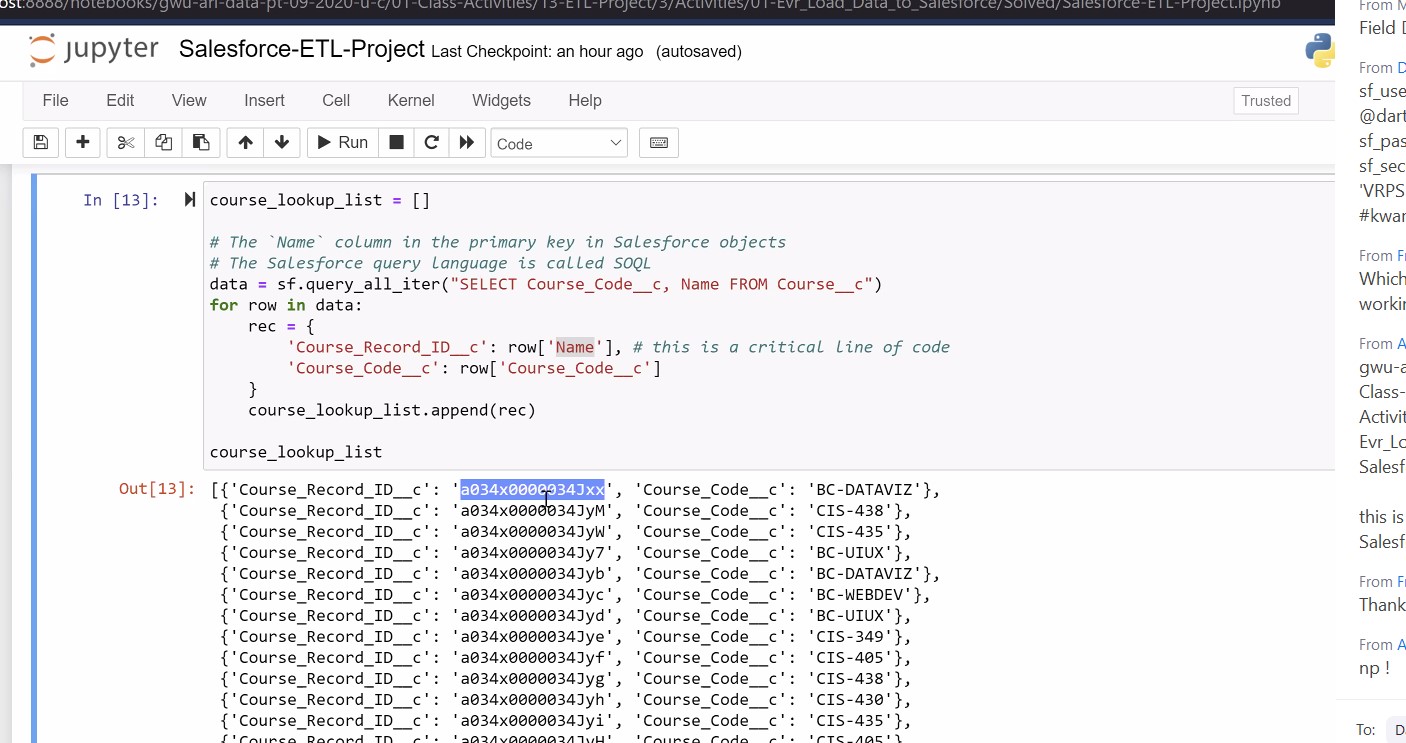 ost:8888/notebooks/gwu-arl-data-pt-09-2020-u-c/01-Class-Activities/13-ETL-Project/3/Activities/01-Evr_Load_Data_to_Salesforce/Solved/Salesforce-ETL-Project.ipynb
jupyter Salesforce-ETL-Project Last Checkpoint: an hour ago (autosaved)
File Edit View Insert Cell Kernel Widgets Help Trusted
Run Code
In [13]:
course_lookup_list = []
# The `Name` column in the primary key in Salesforce objects
# The Salesforce query language is called SOQL
data = sf.query_all_iter("SELECT Course_Code__c, Name FROM Course__c")
for row in data:
    rec = {
        'Course_Record_ID__c': row['Name'], # this is a critical line of code
        'Course_Code__c': row['Course_Code__c']
    }
    course_lookup_list.append(rec)
course_lookup_list
Out[13]: [{'Course_Record_ID__c': 'a034x0000034Jxx', 'Course_Code__c': 'BC-DATAVIZ'},
{'Course_Record_ID__c': 'a034x0000034JyM', 'Course_Code__c': 'CIS-438'},
{'Course_Record_ID__c': 'a034x0000034JyW', 'Course_Code__c': 'CIS-435'},
{'Course_Record_ID__c': 'a034x0000034Jy7', 'Course_Code__c': 'BC-UIUX'},
{'Course_Record_ID__c': 'a034x0000034Jyb', 'Course_Code__c': 'BC-DATAVIZ'},
{'Course_Record_ID__c': 'a034x0000034Jyc', 'Course_Code__c': 'BC-WEBDEV'},
{'Course_Record_ID__c': 'a034x0000034Jyd', 'Course_Code__c': 'BC-UIUX'},
{'Course_Record_ID__c': 'a034x0000034Jye', 'Course_Code__c': 'CIS-349'},
{'Course_Record_ID__c': 'a034x0000034Jyf', 'Course_Code__c': 'CIS-405'},
{'Course_Record_ID__c': 'a034x0000034Jyg', 'Course_Code__c': 'CIS-438'},
{'Course_Record_ID__c': 'a034x0000034Jyh', 'Course_Code__c': 'CIS-430'},
{'Course_Record_ID__c': 'a034x0000034Jyi', 'Course_Code__c': 'CIS-435'},
{'Course_Record_ID__c': 'a034x0000034JyH', 'Course_Code__c': 'CIS-405'},
From M
Field D
From D
sf_use
@dart
sf_pas
sf_sec
'VRPS
#kwar
From Fr
Which
workin
From A
gwu-a
Class-
Activit
Evr_Lo
Salesf
this is
Salesf
From Fr
Thank
From A
np !
To: D